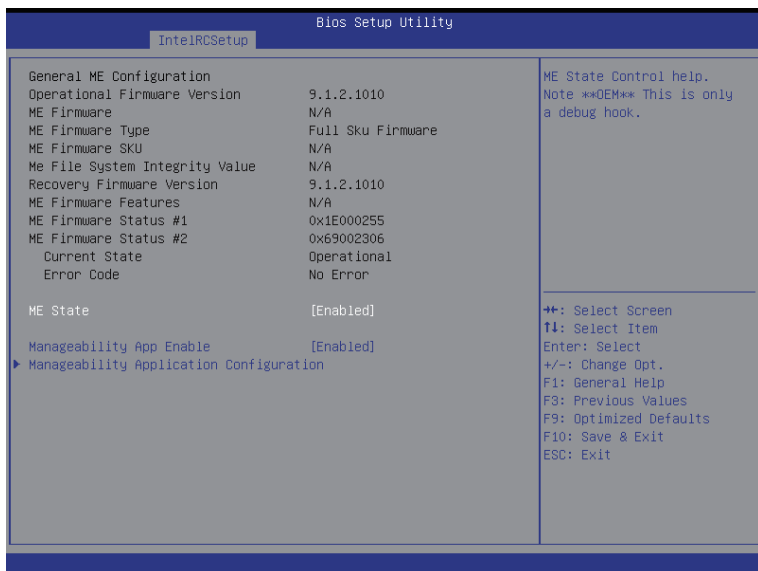 Bios Setup Utility
IntelRCSetup
General ME Configuration
Operational Firmware Version 9.1.2.1010
ME Firmware N/A
ME Firmware Type Full Sku Firmware
ME Firmware SKU N/A
Me File System Integrity Value N/A
Recovery Firmware Version 9.1.2.1010
ME Firmware Features N/A
ME Firmware Status #1 0x1E000255
ME Firmware Status #2 0x69002306
Current State Operational
Error Code No Error
ME State [Enabled]
Manageability App Enable [Enabled]
Manageability Application Configuration
ME State Control help.
Note **OEM** This is only
a debug hook.
→←: Select Screen
↑↓: Select Item
Enter: Select
+/-: Change Opt.
F1: General Help
F3: Previous Values
F9: Optimized Defaults
F10: Save & Exit
ESC: Exit